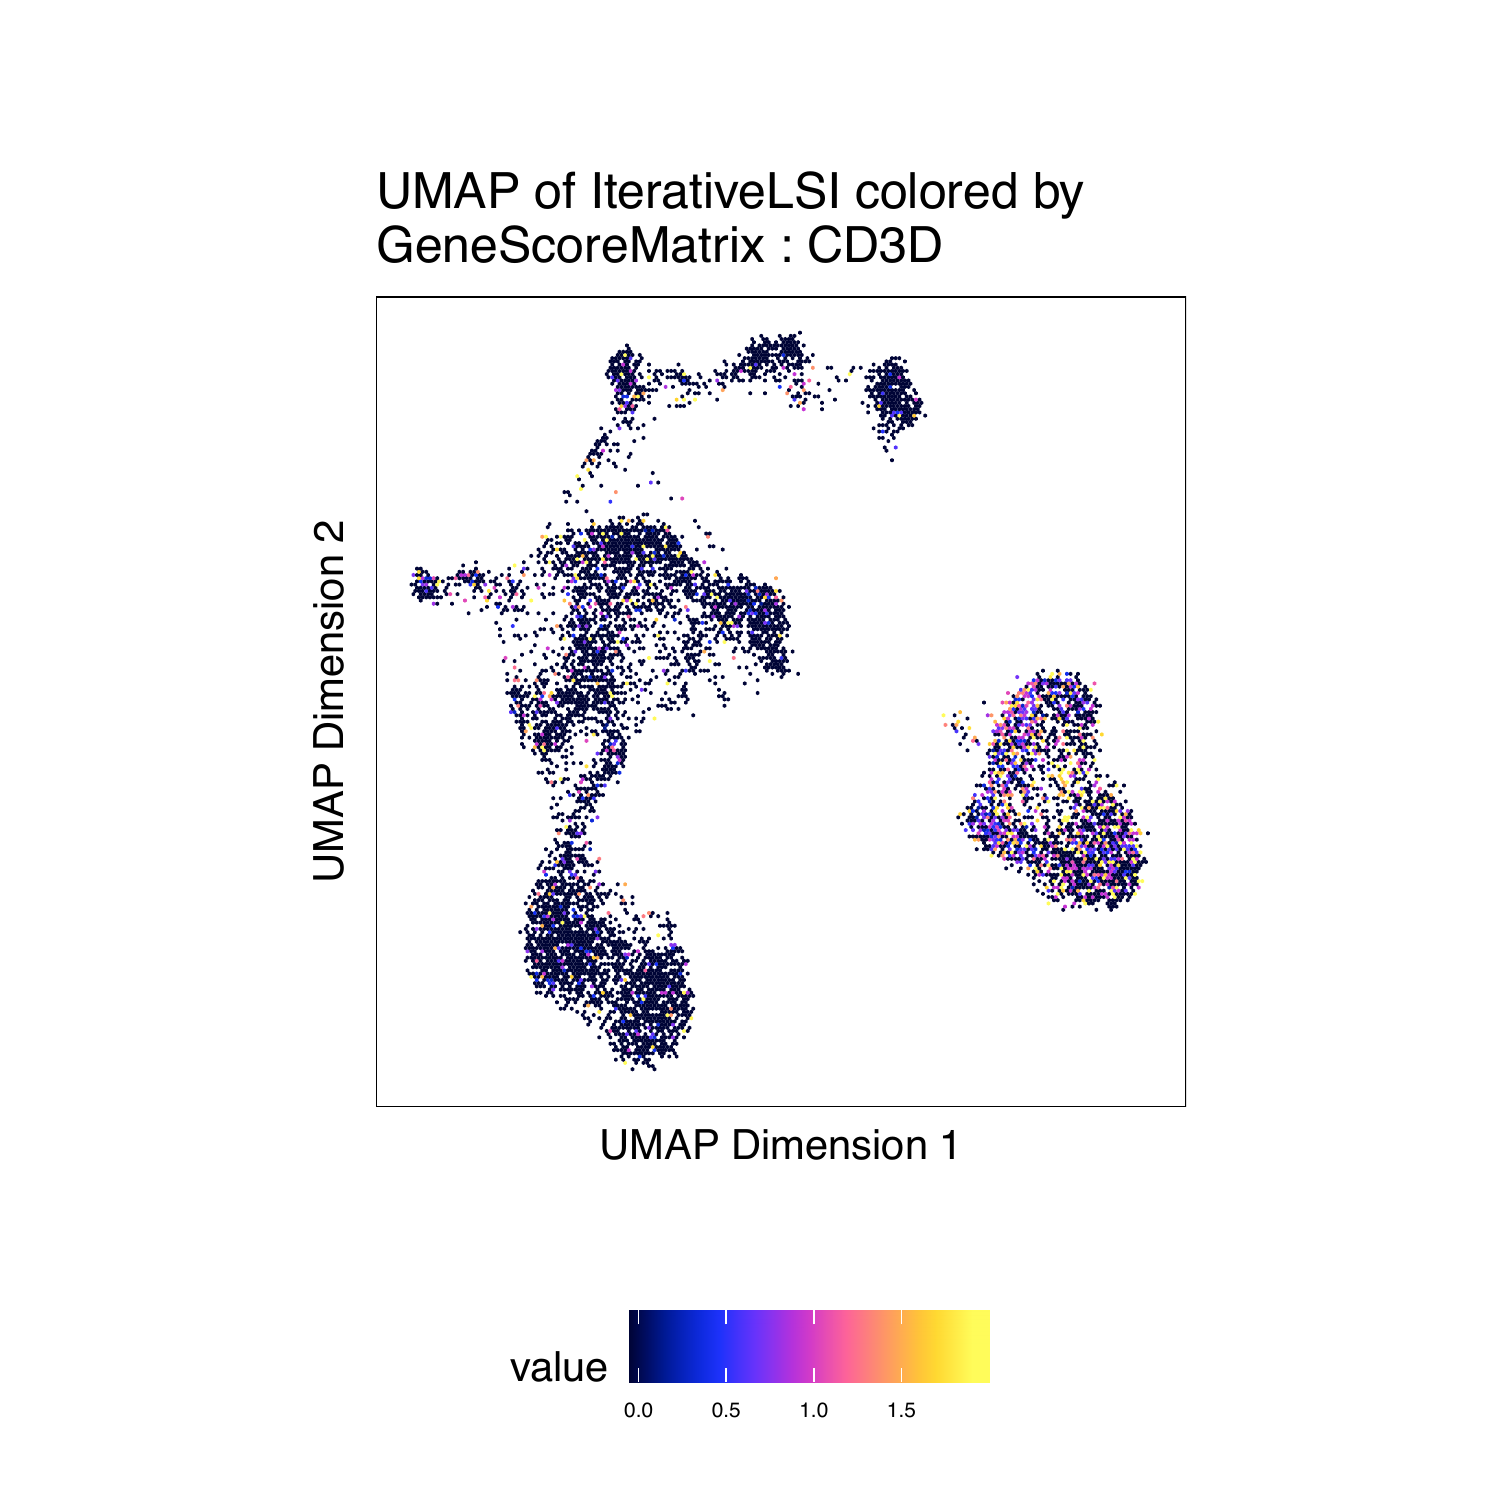 UMAP of IterativeLSI colored by
GeneScoreMatrix : CD3D
UMAP Dimension 2
UMAP Dimension 1
value
0.0 0.5 1.0 1.5